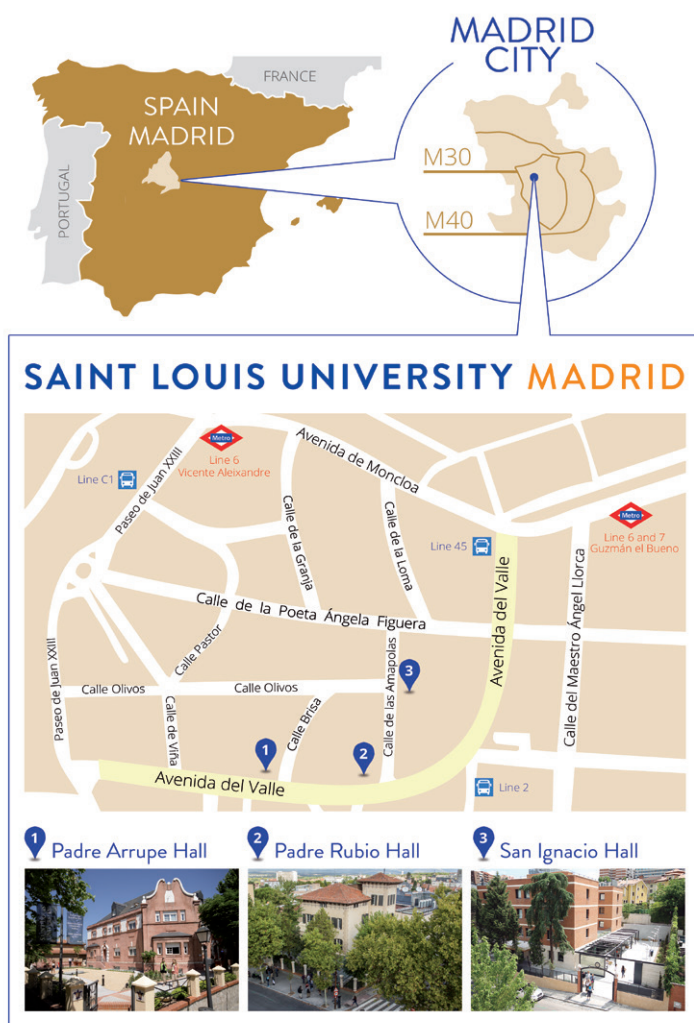 MADRID
CITY
FRANCE
SPAIN
MADRID
PORTUGAL
M30
M40
SAINT LOUIS UNIVERSITY MADRID
Metro
Line 6
Vicente Aleixandre
Line C1
Paseo de Juan XXIII
Avenida de Moncloa
Metro
Line 6 and 7
Guzmán el Bueno
Calle de la Granja
Calle de la Loma
Line 45
Avenida del Valle
Calle del Maestro Ángel Llorca
Calle de la Poeta Ángela Figuera
Calle Pastor
Paseo de Juan XXIII
Calle Olivos
Calle Olivos
Calle de las Amapolas
3
Calle de Viña
Calle Brisa
1
2
Avenida del Valle
Line 2
1 Padre Arrupe Hall
2 Padre Rubio Hall
3 San Ignacio Hall